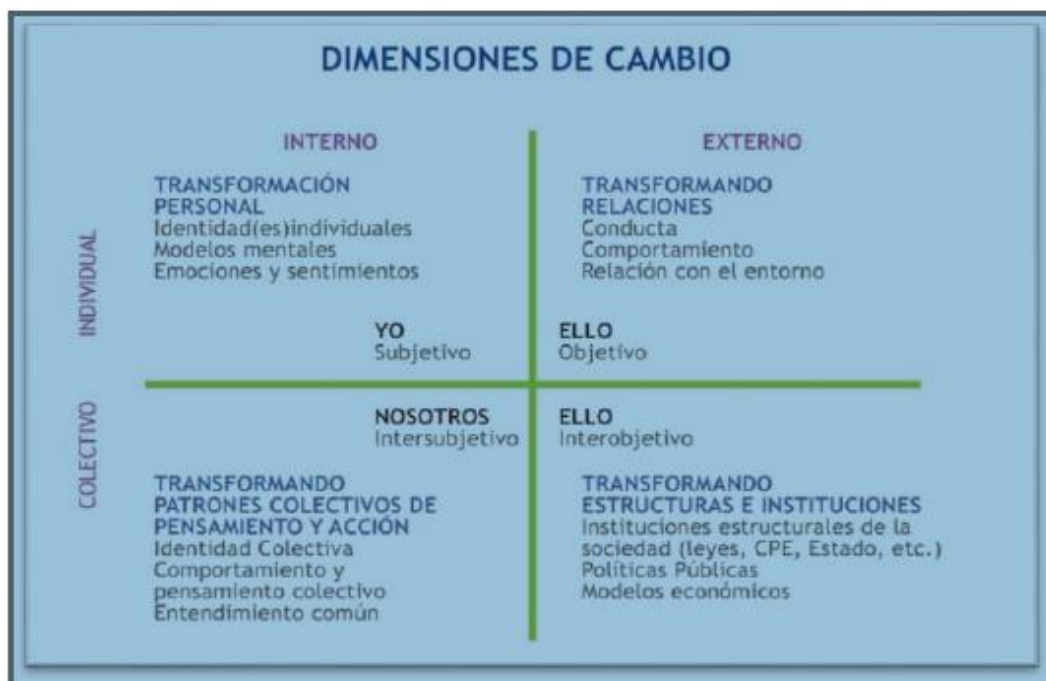 DIMENSIONES DE CAMBIO
INTERNO
EXTERNO
INDIVIDUAL
TRANSFORMACIÓN
PERSONAL
Identidad(es)individuales
Modelos mentales
Emociones y sentimientos
YO
Subjetivo
TRANSFORMANDO
RELACIONES
Conducta
Comportamiento
Relación con el entorno
ELLO
Objetivo
COLECTIVO
NOSOTROS
Intersubjetivo
TRANSFORMANDO
PATRONES COLECTIVOS DE
PENSAMIENTO Y ACCIÓN
Identidad Colectiva
Comportamiento y
pensamiento colectivo
Entendimiento común
ELLO
Interobjetivo
TRANSFORMANDO
ESTRUCTURAS E INSTITUCIONES
Instituciones estructurales de la
sociedad (leyes, CPE, Estado, etc.)
Políticas Públicas
Modelos económicos